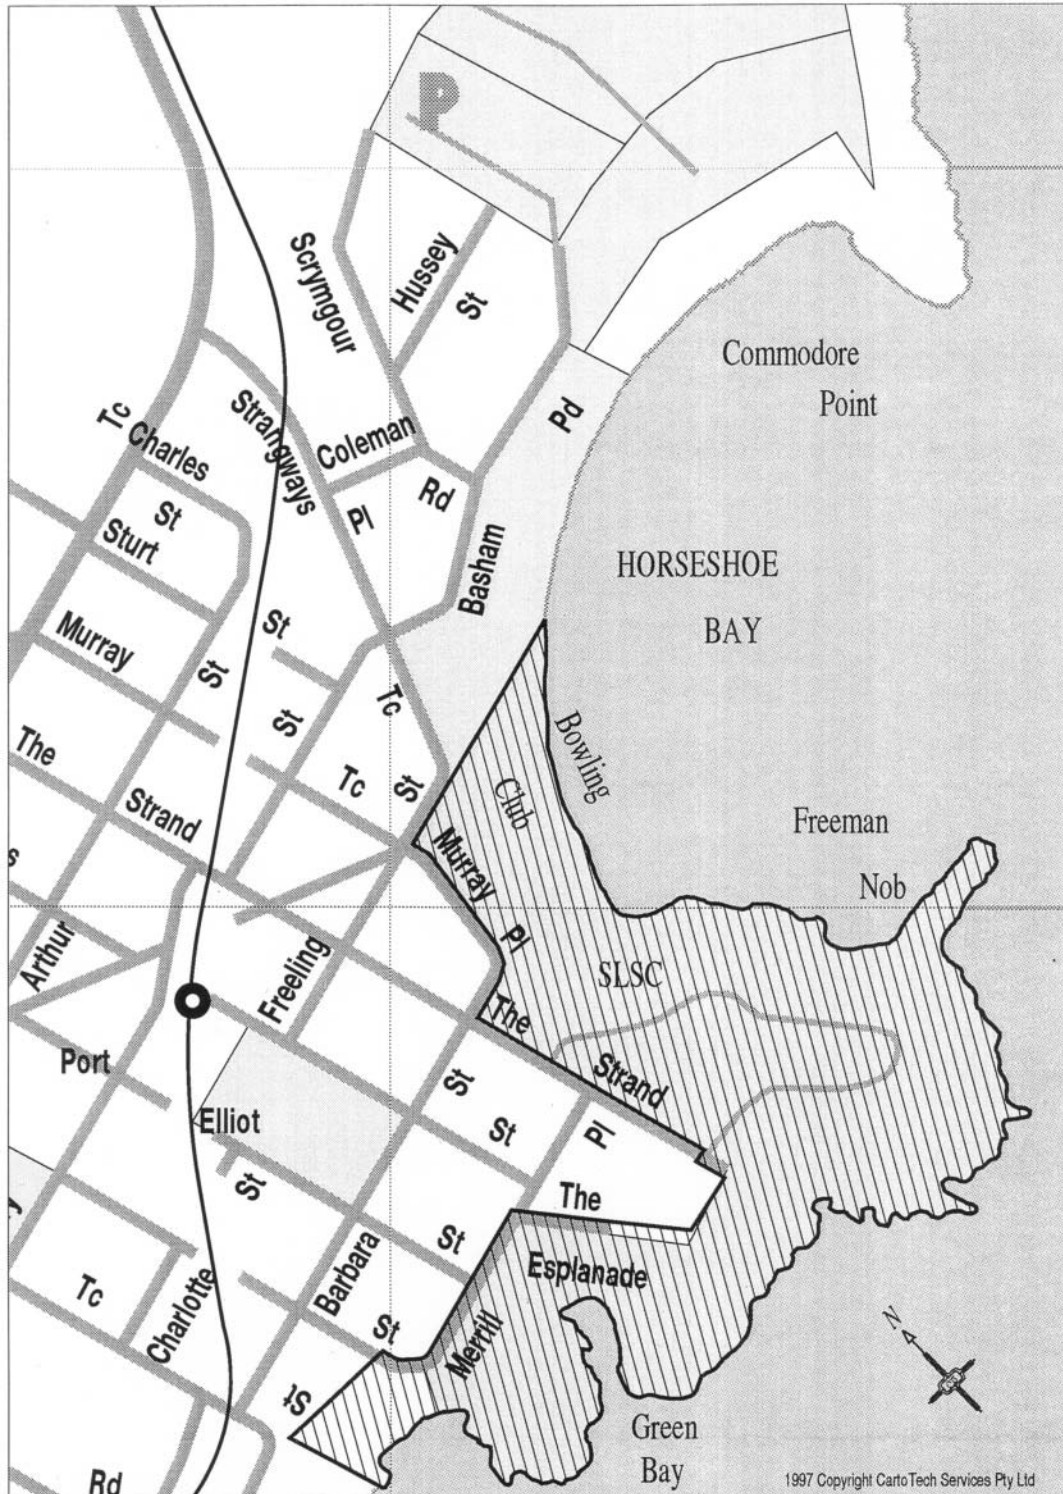 P
Scrymgour
Hussey
St
Commodore
Point
Tc
Charles
St
Strangways
Coleman
Pd
Rd
Pl
Sturt
Basham
HORSESHOE
BAY
Murray
St
St
St
Tc
The
Strand
Tc
St
Bowling
Club
Freeman
Nob
s
Murray
Pl
Arthur
Freeling
SLSC
The
Strand
Port
St
St
Pl
Elliot
St
The
Barbara
St
Esplanade
Tc
Charlotte
St
Merrill
N
St
Green
Bay
Rd
1997 Copyright CartoTech Services Pty Ltd